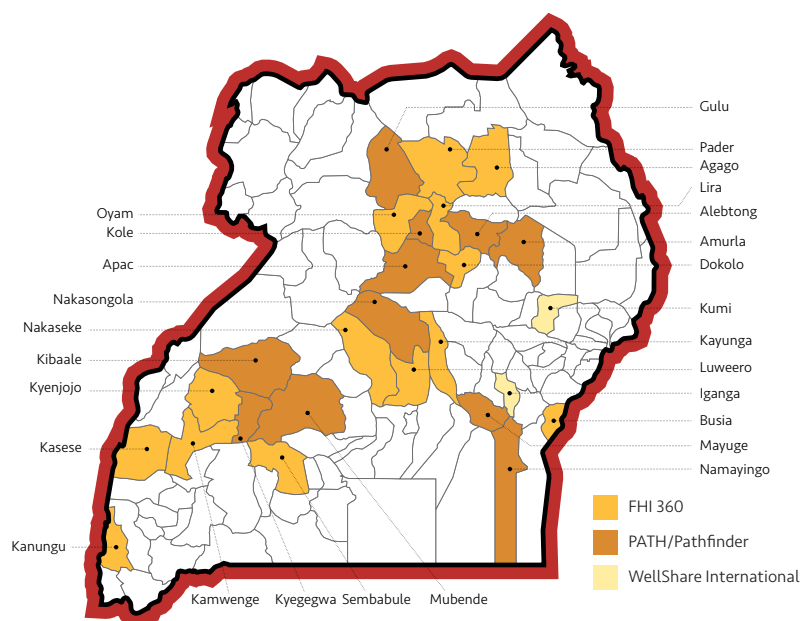 Gulu
Pader
Agago
Lira
Alebtong
Amurla
Dokolo
Kumi
Kayunga
Luweero
Iganga
Busia
Mayuge
Namayingo
Oyam
Kole
Apac
Nakasongola
Nakaseke
Kibaale
Kyenjojo
Kasese
Kanungu
Kamwenge
Kyegegwa
Sembabule
Mubende
FHI 360
PATH/Pathfinder
WellShare International